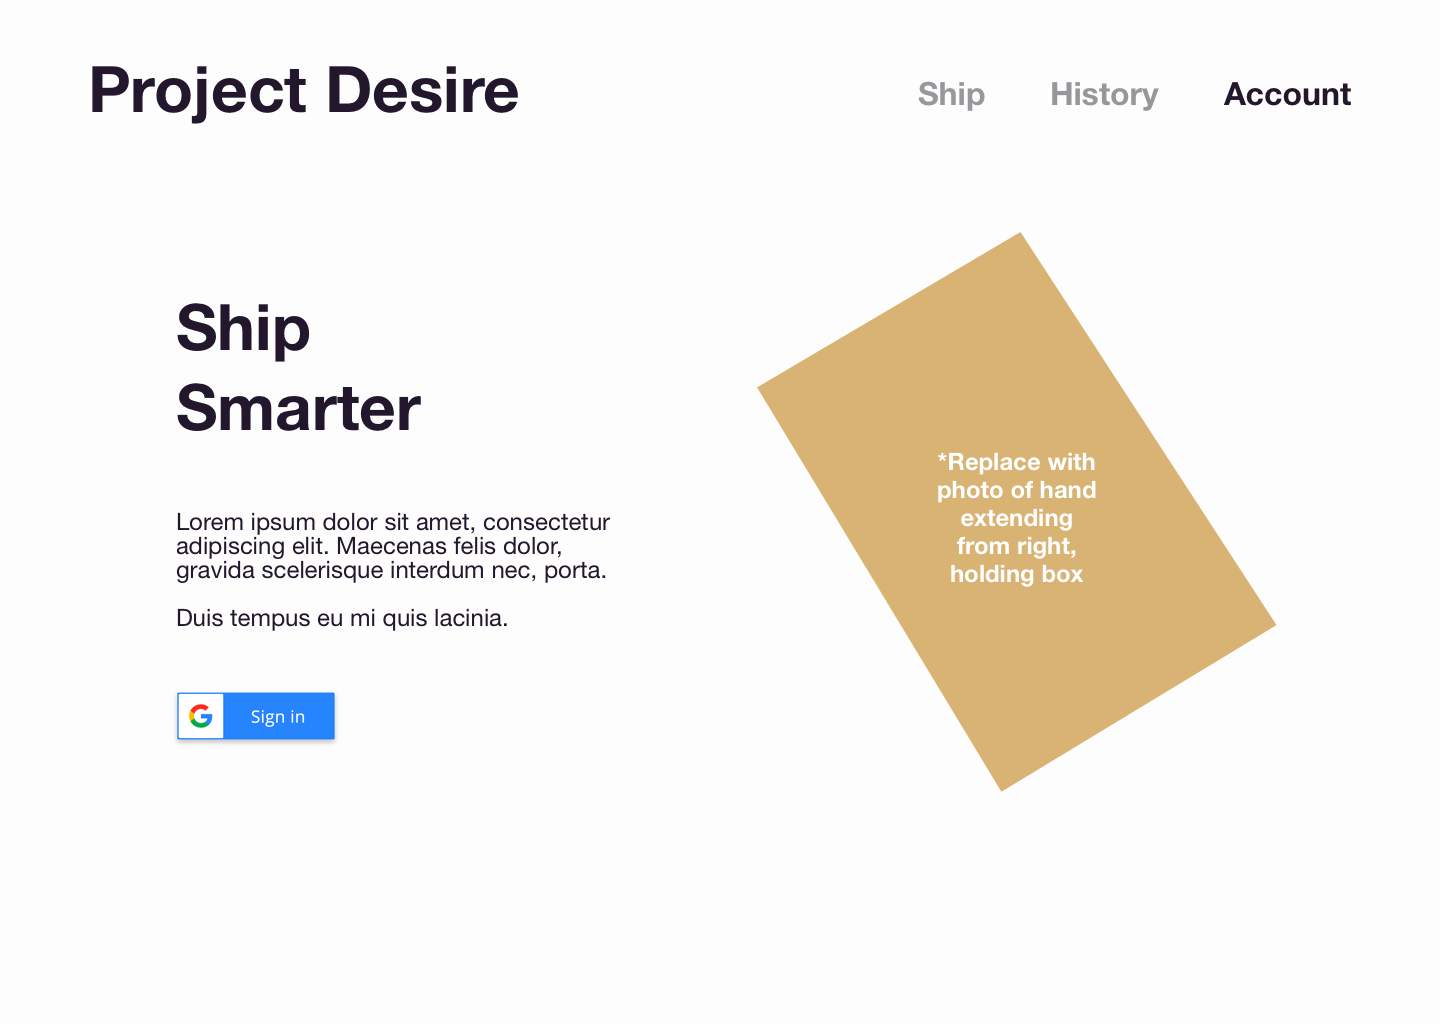 Project Desire
Ship
History
Account
Ship
Smarter
Lorem ipsum dolor sit amet, consectetur
adipiscing elit. Maecenas felis dolor,
gravida scelerisque interdum nec, porta.
Duis tempus eu mi quis lacinia.
G
Sign in
*Replace with
photo of hand
extending
from right,
holding box